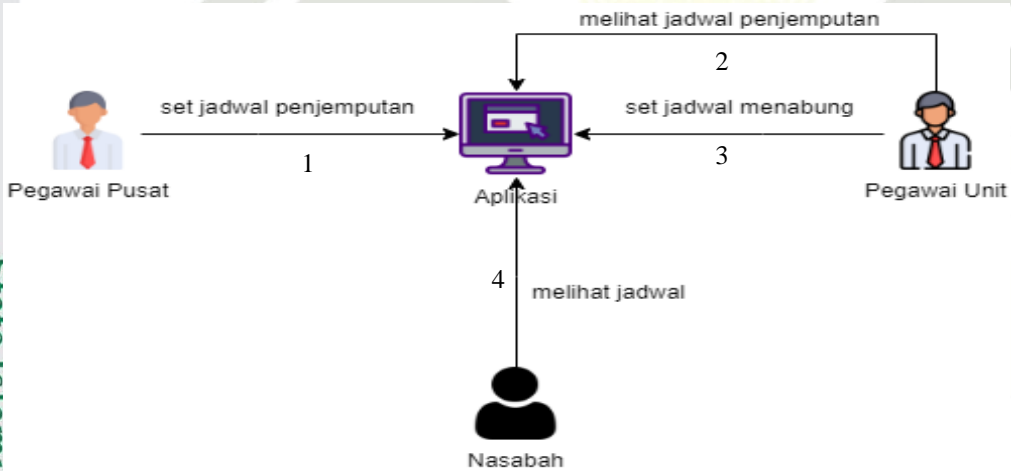 melihat jadwal penjemputan
2
set jadwal penjemputan
set jadwal menabung
1
3
Pegawai Pusat
Aplikasi
Pegawai Unit
4
melihat jadwal
Nasabah